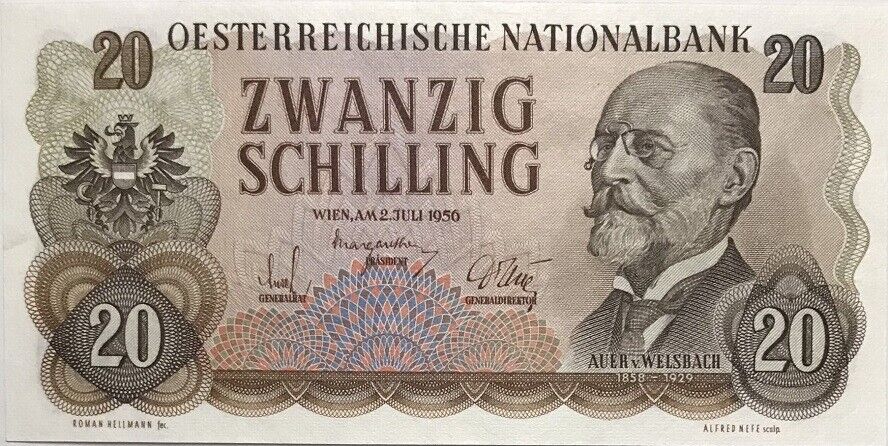 20 OESTERREICHISCHE NATIONALBANK 20
ZWANZIG
SCHILLING
WIEN, AM 2. JULI 1956
PRÄSIDENT
GENERALRAT GENERALDIREKTOR
20 20
AUER v. WELSBACH
1858 - 1929
ROMAN HELLMANN fec. ALFRED NEFE sculp.